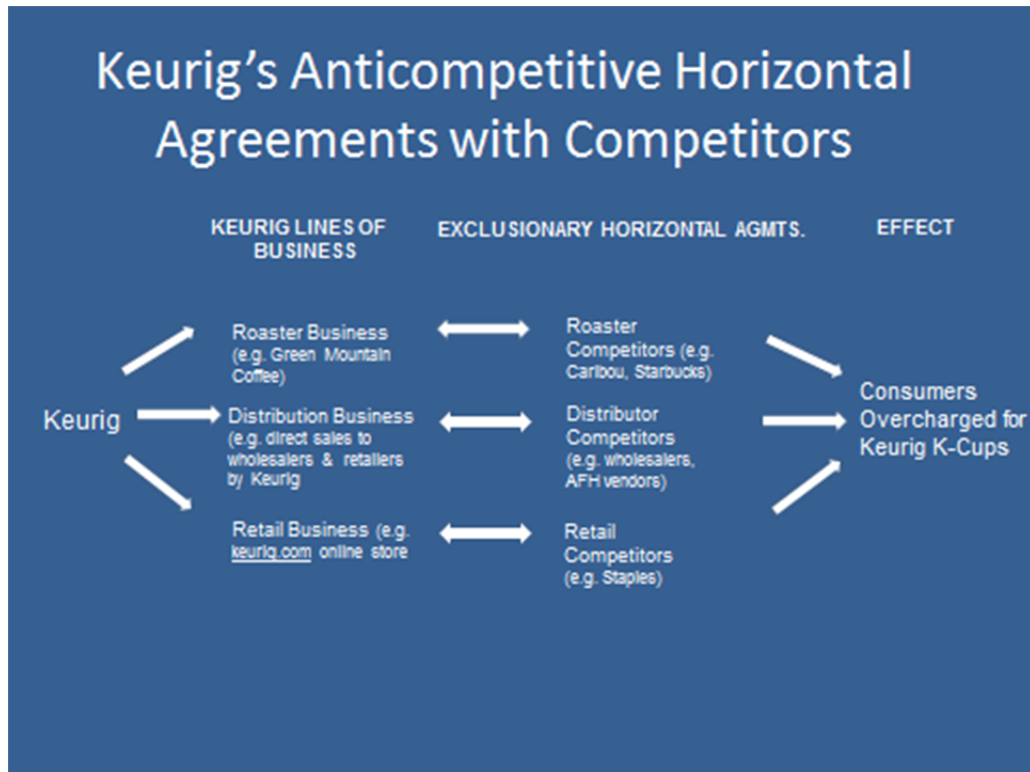 Keurig's Anticompetitive Horizontal
Agreements with Competitors
KEURIG LINES OF
BUSINESS
EXCLUSIONARY HORIZONTAL AGMTS.
EFFECT
Keurig
Roaster Business
(e.g. Green Mountain
Coffee)
Distribution Business
(e.g. direct sales to
wholesalers & retailers
by Keurig
Retail Business (e.g.
keurig.com online store
Roaster
Competitors (e.g.
Caribou, Starbucks)
Distributor
Competitors
(e.g. wholesalers,
AFH vendors)
Retail
Competitors
(e.g. Staples)
Consumers
Overcharged for
Keurig K-Cups